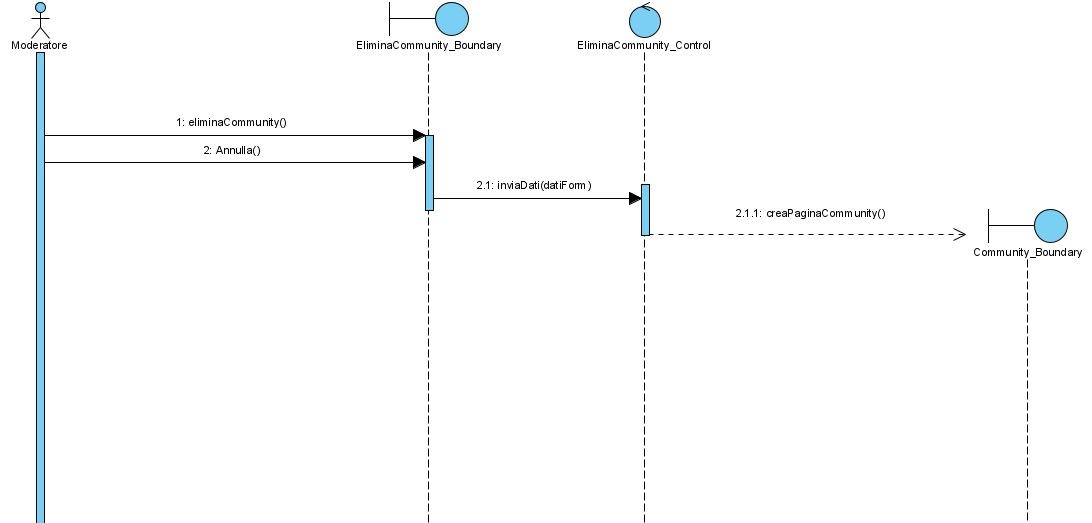 Moderatore
EliminaCommunity_Boundary
EliminaCommunity_Control
1: eliminaCommunity()
2: Annulla()
2.1: inviaDati(datiForm)
2.1.1: creaPaginaCommunity()
Community_Boundary